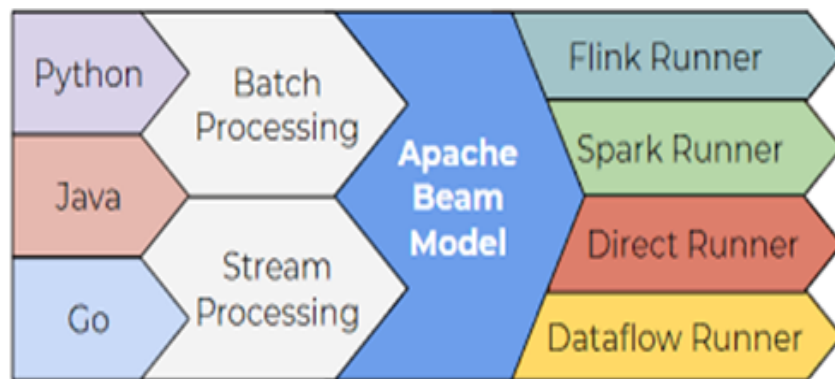 Python
Java
Go
Batch
Processing
Stream
Processing
Apache
Beam
Model
Flink Runner
Spark Runner
Direct Runner
Dataflow Runner